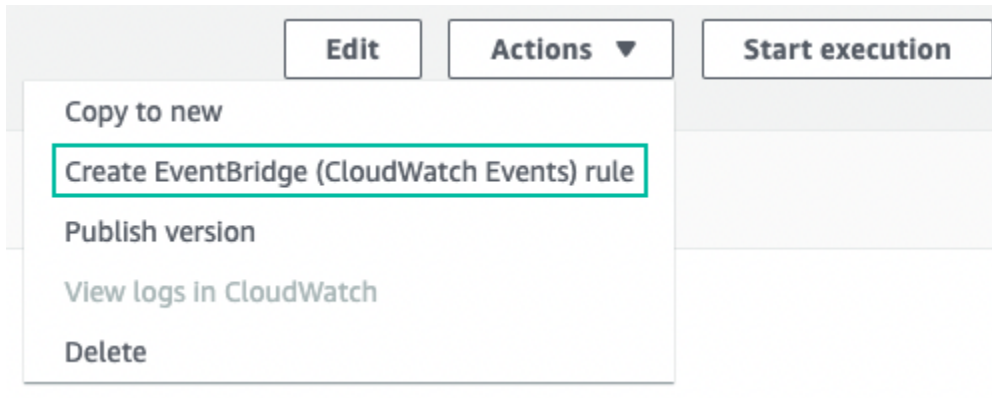 Edit
Actions ▼
Start execution
Copy to new
Create EventBridge (CloudWatch Events) rule
Publish version
View logs in CloudWatch
Delete